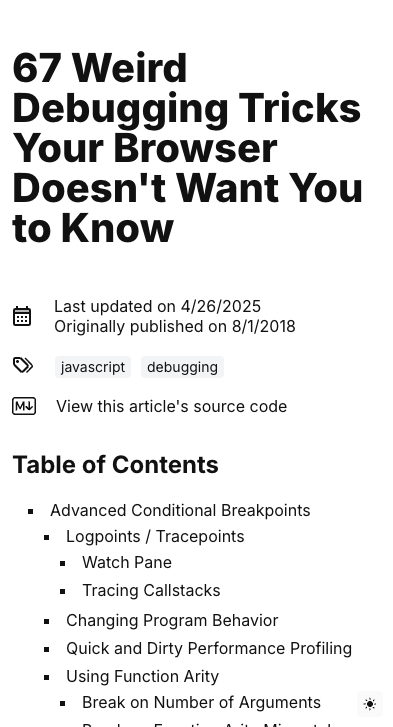 67 Weird
Debugging Tricks
Your Browser
Doesn't Want You
to Know
Last updated on 4/26/2025
Originally published on 8/1/2018
javascript debugging
M
View this article's source code
Table of Contents
Advanced Conditional Breakpoints
Logpoints / Tracepoints
Watch Pane
Tracing Callstacks
Changing Program Behavior
Quick and Dirty Performance Profiling
Using Function Arity
Break on Number of Arguments